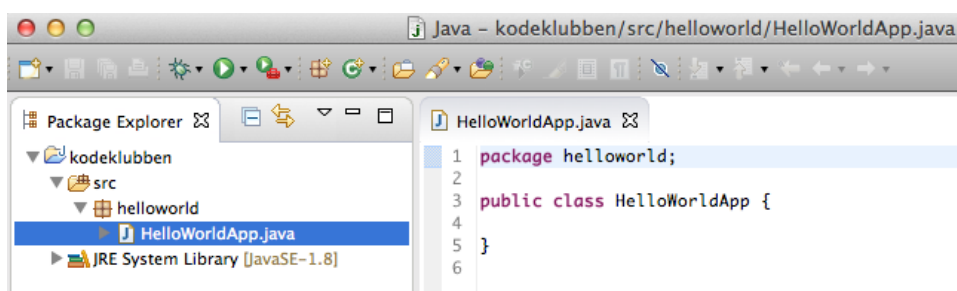 Java – kodeklubben/src/helloworld/HelloWorldApp.java
Package Explorer
kodeklubben
src
helloworld
HelloWorldApp.java
JRE System Library [JavaSE-1.8]
HelloWorldApp.java
1 package helloworld;
2
3 public class HelloWorldApp {
4
5 }
6